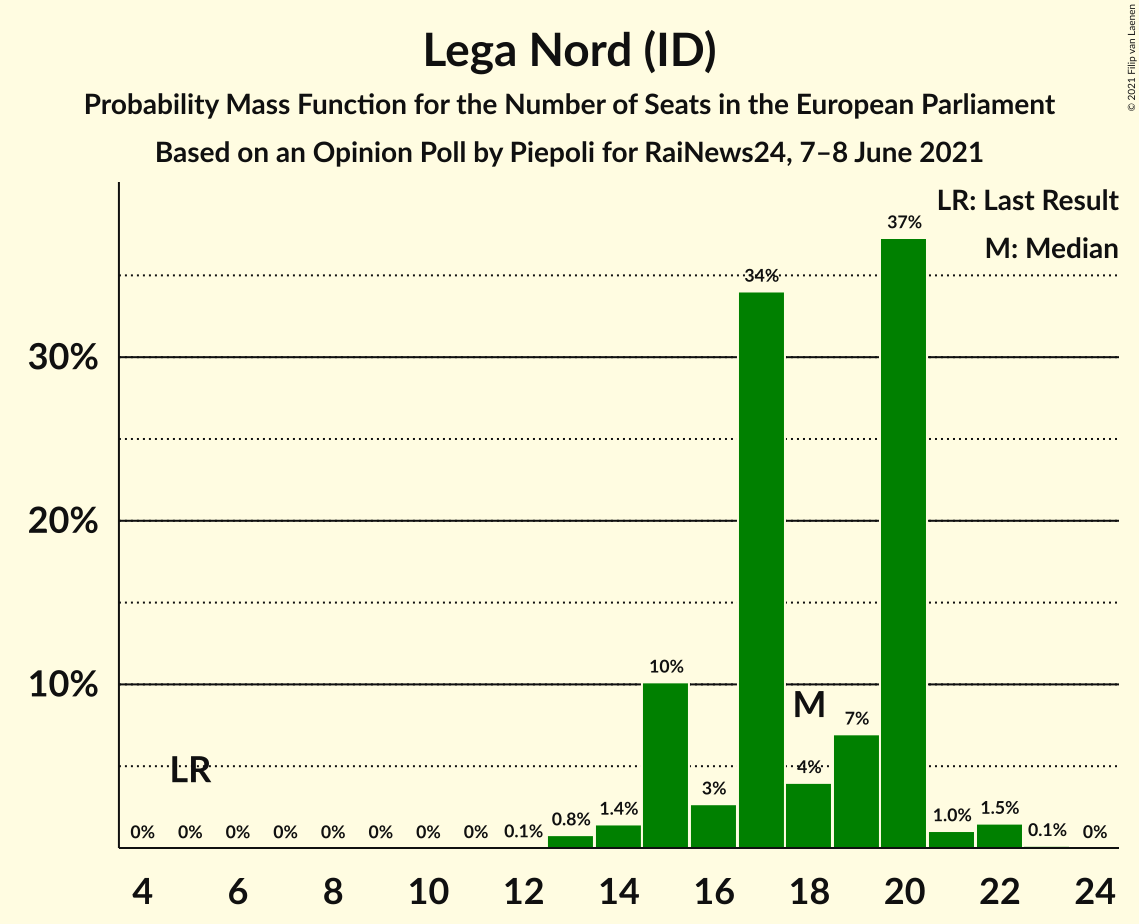 Lega Nord (ID)
Probability Mass Function for the Number of Seats in the European Parliament
Based on an Opinion Poll by Piepoli for RaiNews24, 7–8 June 2021
© 2021 Filip van Laenen
LR: Last Result
M: Median
37%
34%
30%
20%
10%
10%
M
7%
LR
4%
3%
0% 0% 0% 0% 0% 0% 0% 0% 0.1% 0.8% 1.4% 1.0% 1.5% 0.1% 0%
4 6 8 10 12 14 16 18 20 22 24